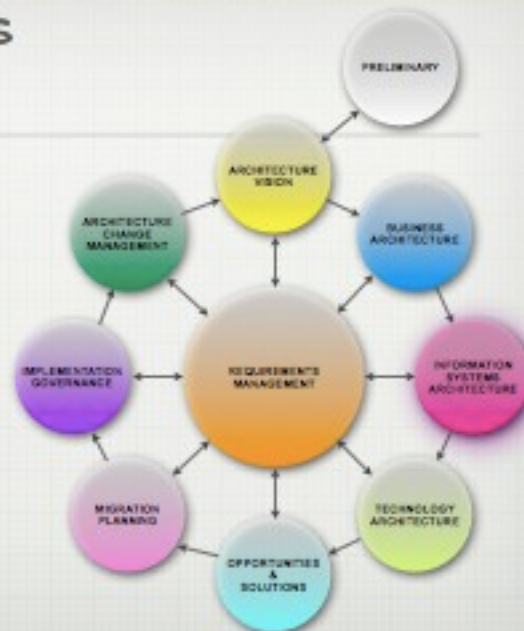 S
PRELIMINARY
ARCHITECTURE
VISION
ARCHITECTURE
CHANGE
MANAGEMENT
BUSINESS
ARCHITECTURE
IMPLEMENTATION
GOVERNANCE
REQUIREMENTS
MANAGEMENT
INFORMATION
SYSTEMS
ARCHITECTURE
MIGRATION
PLANNING
TECHNOLOGY
ARCHITECTURE
OPPORTUNITIES
&
SOLUTIONS